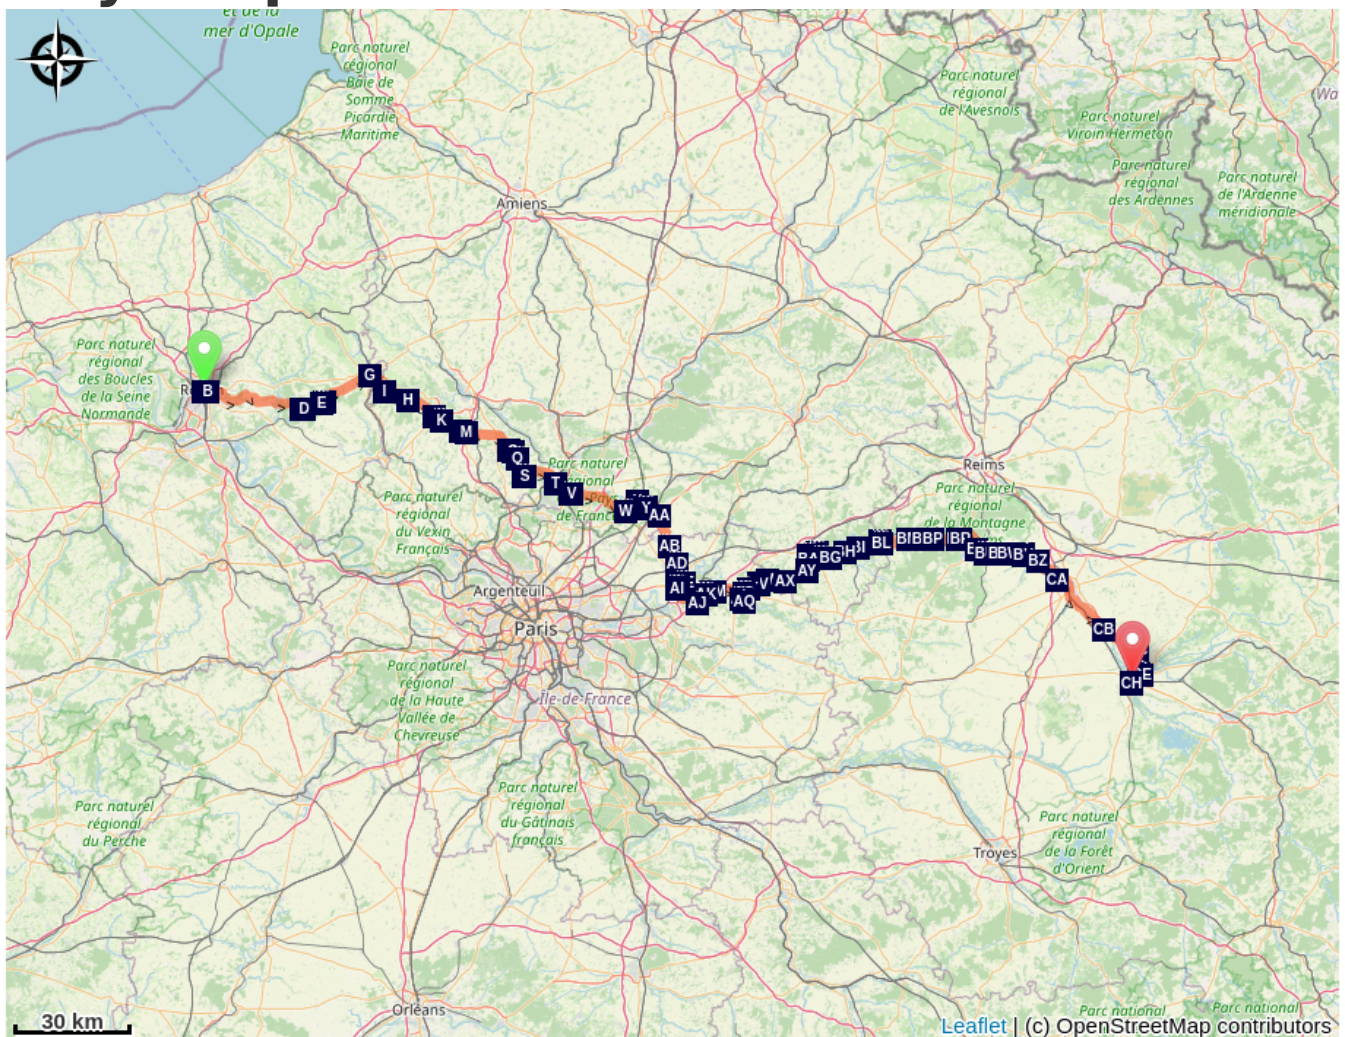 et de la
mer d'Opale
Parc naturel
régional
Baie de
Somme
Picardie
Maritime
Parc naturel
régional
de l'Avesnois
Wa
Parc naturel
Viroin Hermeton
Parc naturel
régional
des Ardennes
Parc naturel
de l'Ardenne
méridionale
Amiens
Parc naturel
régional
des Boucles
de la Seine
Normande
B
D
E
G
I
H
K
M
Q
S
T
V
W
Y
AA
AB
AD
AI
AJ
AQ
AX
AY
BG
BL
BZ
CA
CB
E
CH
Reims
Parc naturel
régional
de la Montagne
Parc naturel
de France
Parc naturel
régional
du Vexin
Français
Argenteuil
Paris
Île-de-France
Parc naturel
régional
de la Haute
Vallée de
Chevreuse
Parc naturel
régional
du Gâtinais
français
Parc naturel
régional
du Perche
Troyes
Parc naturel
régional
de la Forêt
d'Orient
Orléans
Parc national
Parc national
30 km
Leaflet | (c) OpenStreetMap contributors